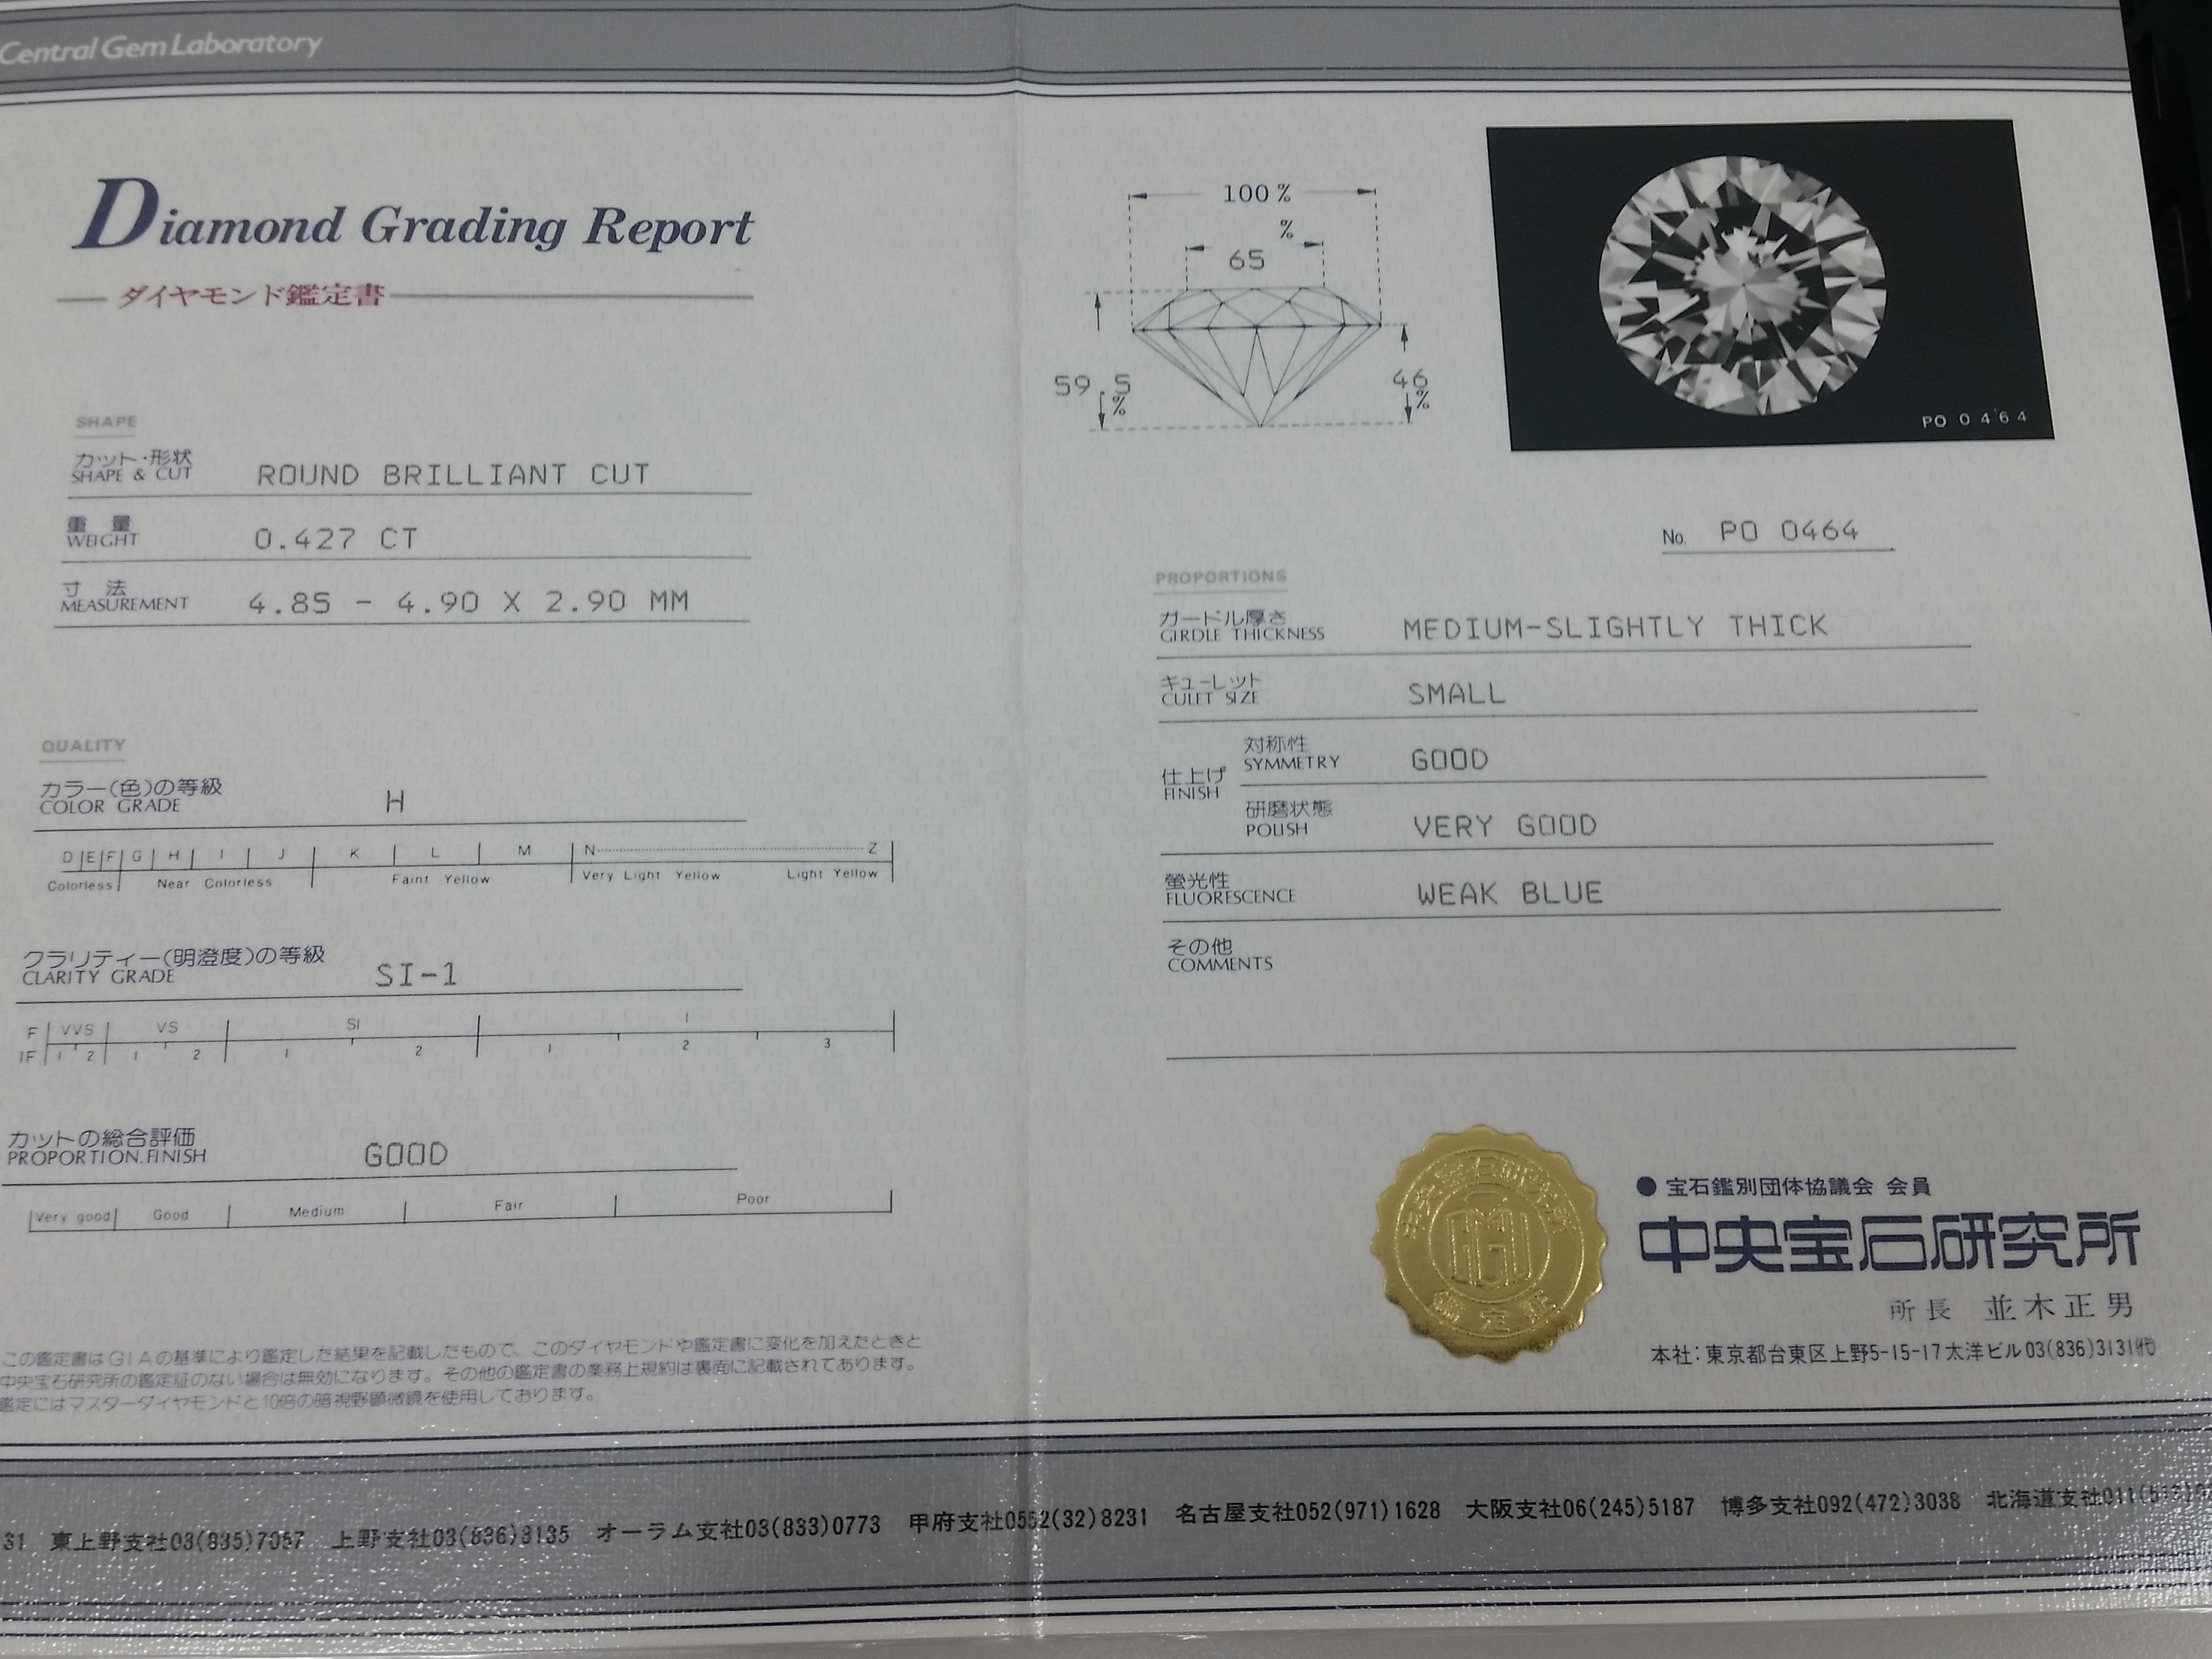 Central Gem Laboratory
Diamond Grading Report
ダイヤモンド鑑定書
SHAPE
カット・形状
SHAPE & CUT
ROUND BRILLIANT CUT
重量
WEIGHT
0.427 CT
寸法
MEASUREMENT
4.85 - 4.90 X 2.90 MM
QUALITY
カラー(色)の等級
COLOR GRADE
H
D E F G H I J K L M N Z
Colorless Near Colorless Faint Yellow Very Light Yellow Light Yellow
クラリティー(明澄度)の等級
CLARITY GRADE
SI-1
F VVS VS SI I
IF 1 2 1 2 1 2 1 2 3
カットの総合評価
PROPORTION.FINISH
GOOD
Very good Good Medium Fair Poor
この鑑定書はGIAの基準により鑑定した結果を記載したもので、このダイヤモンドや鑑定書に変化を加えたときと
中央宝石研究所の鑑定証のない場合は無効になります。その他の鑑定書の業務上規約は裏面に記載されてあります。
鑑定にはマスターダイヤモンドと10倍の暗視野顕微鏡を使用しております。
100 %
%
65
59.5
%
46
%
PO 0464
No. PO 0464
PROPORTIONS
ガードル厚さ
GIRDLE THICKNESS
MEDIUM-SLIGHTLY THICK
キューレット
CULET SIZE
SMALL
仕上げ
FINISH
対称性
SYMMETRY
GOOD
研磨状態
POLISH
VERY GOOD
螢光性
FLUORESCENCE
WEAK BLUE
その他
COMMENTS
中央宝石研究所
鑑定証
●宝石鑑別団体協議会 会員
中央宝石研究所
所長 並木正男
本社:東京都台東区上野5-15-17太洋ビル03(836)3131(代)
31 東上野支社03(835)7057 上野支社03(836)3135 オーラム支社03(833)0773 甲府支社0552(32)8231 名古屋支社052(971)1628 大阪支社06(245)5187 博多支社092(472)3038 北海道支社011